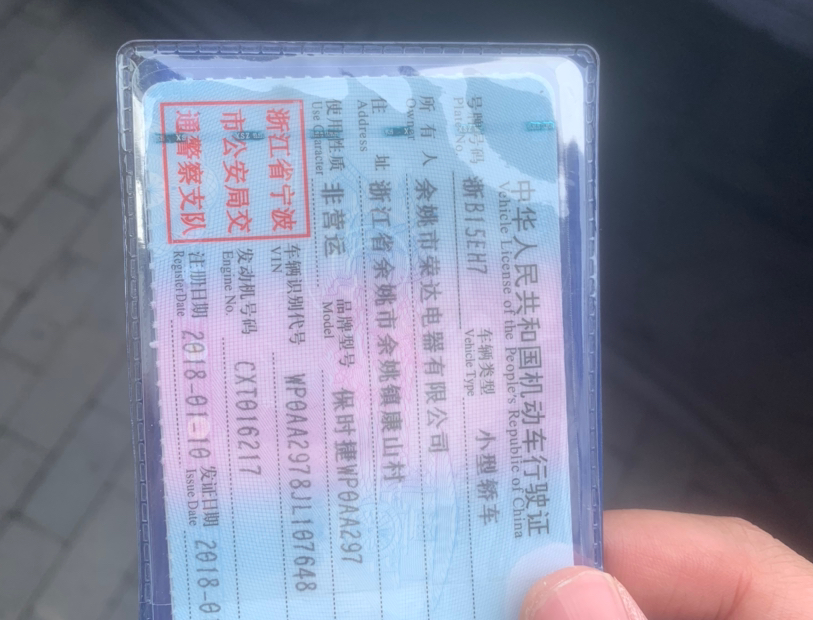 中华人民共和国机动车行驶证
Vehicle License of the People's Republic of China
号牌号码 浙B15EH7 车辆类型 小型轿车
Plate No. Vehicle Type
所有人 余姚市荣达电器有限公司
Owner
住址 浙江省余姚市余姚镇康山村
Address
使用性质 非营运 品牌型号 保时捷WP0AA297
Use Character Model
车辆识别代号 WP0AA2978JL107648
VIN
发动机号码 CXT016217
Engine No.
注册日期 2018-01-10 发证日期 2018-0
Register Date Issue Date
浙江省宁波
市公安局交
通警察支队